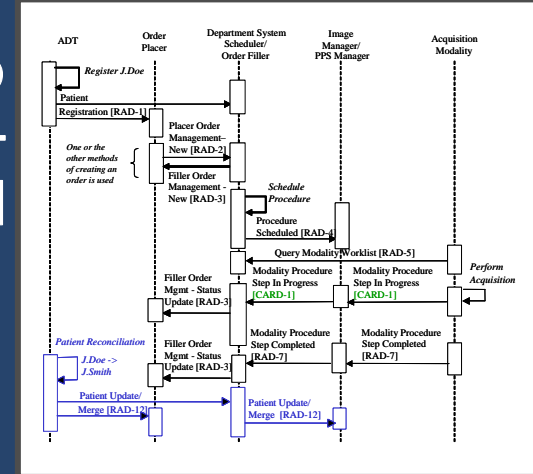 ADT
Order
Placer
Department System
Scheduler/
Order Filler
Image
Manager/
PPS Manager
Acquisition
Modality
Register J.Doe
Patient
Registration [RAD-1]
Placer Order
Management–
New [RAD-2]
One or the
other methods
of creating an
order is used
Filler Order
Management -
New [RAD-3]
Schedule
Procedure
Procedure
Scheduled [RAD-4]
Query Modality Worklist [RAD-5]
Perform
Acquisition
Filler Order
Mgmt - Status
Update [RAD-3]
Modality Procedure
Step In Progress
[CARD-1]
Modality Procedure
Step In Progress
[CARD-1]
Filler Order
Mgmt - Status
Update [RAD-3]
Modality Procedure
Step Completed
[RAD-7]
Modality Procedure
Step Completed
[RAD-7]
Patient Reconciliation
J.Doe ->
J.Smith
Patient Update/
Merge [RAD-12]
Patient Update/
Merge [RAD-12]